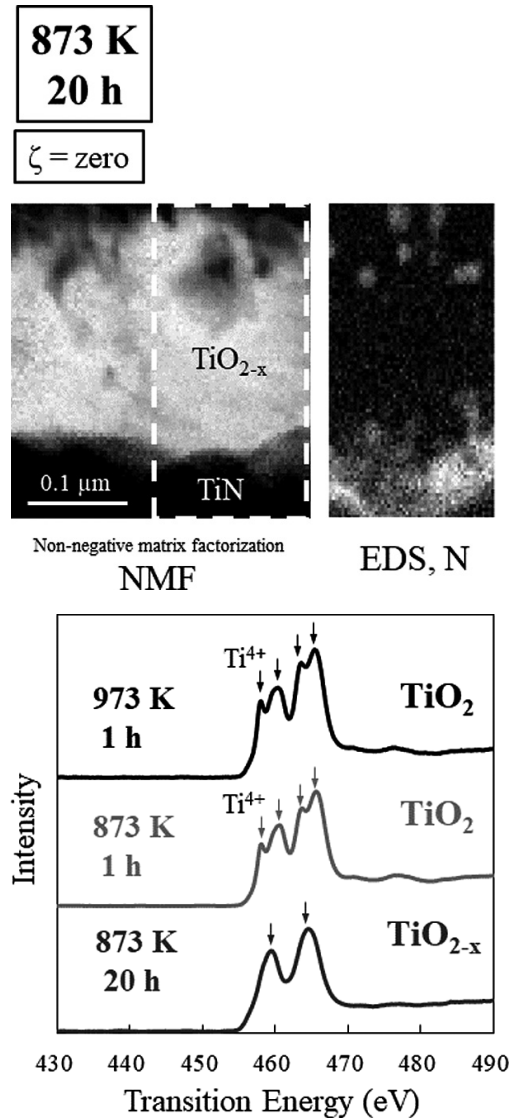 873 K
20 h
ζ = zero
TiO2-x
0.1 μm
TiN
Non-negative matrix factorization
NMF
EDS, N
Ti4+
973 K
1 h
TiO2
Ti4+
873 K
1 h
TiO2
873 K
20 h
TiO2-x
Intensity
430 440 450 460 470 480 490
Transition Energy (eV)